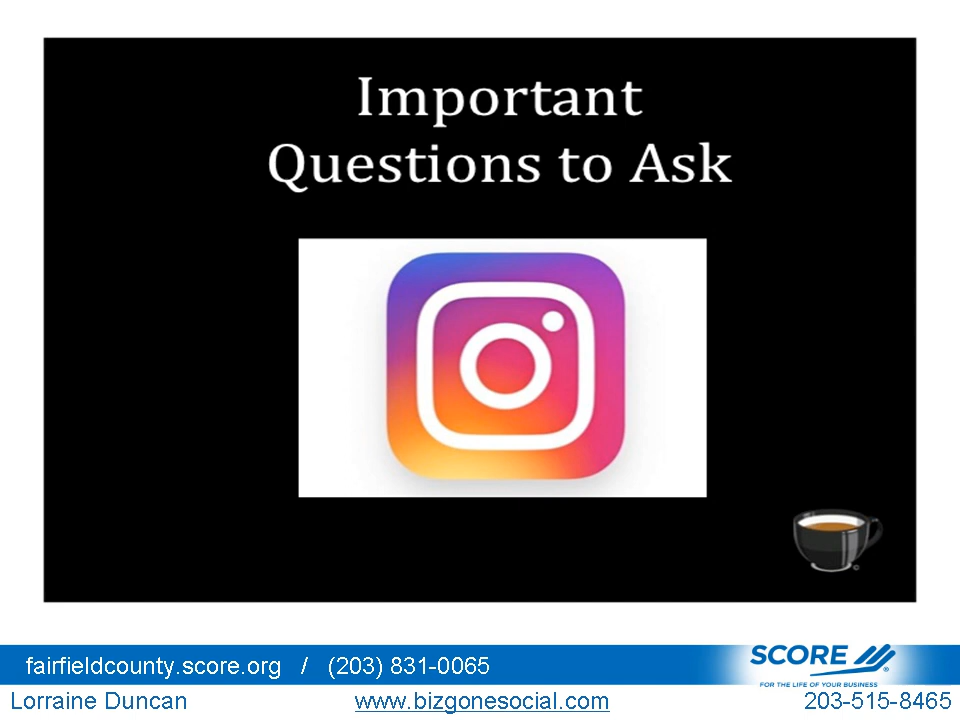 Important
Questions to Ask
©
fairfieldcounty.score.org / (203) 831-0065
SCORE ®
FOR THE LIFE OF YOUR BUSINESS
Lorraine Duncan www.bizgonesocial.com 203-515-8465